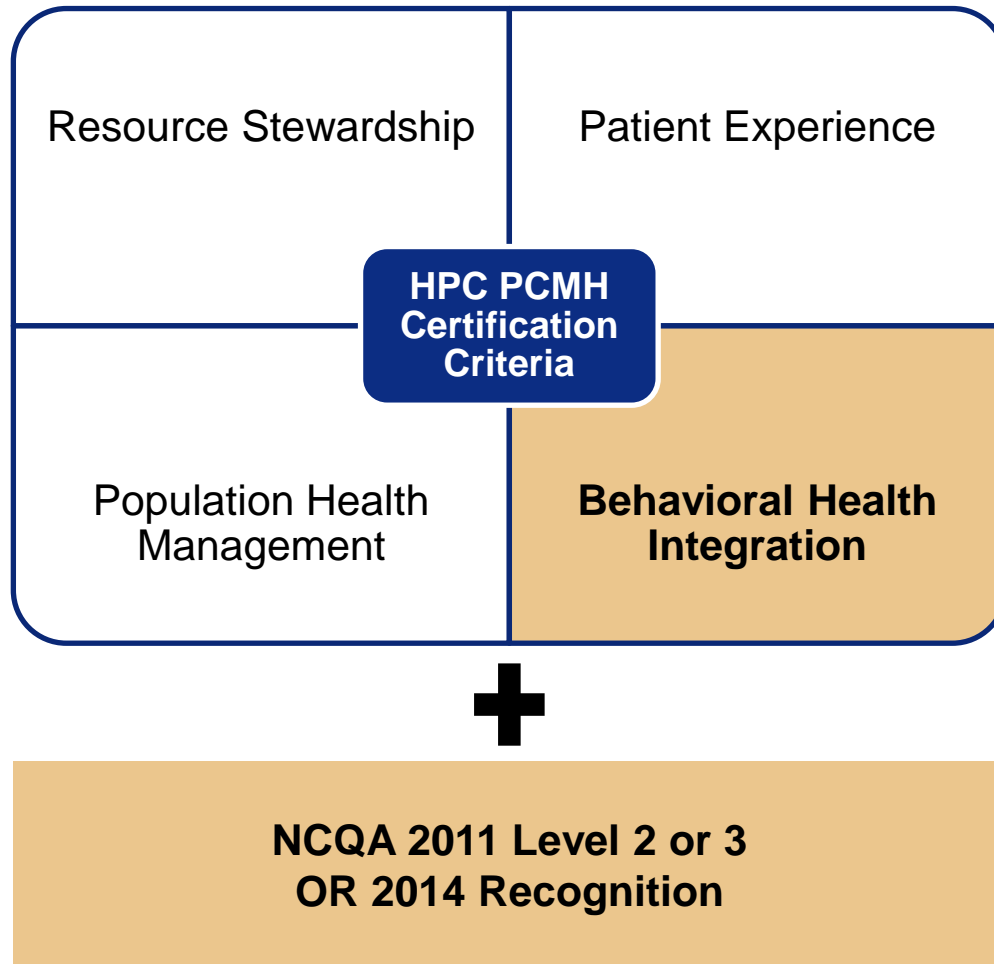 Resource Stewardship
Patient Experience
HPC PCMH
Certification
Criteria
Population Health
Management
Behavioral Health
Integration
NCQA 2011 Level 2 or 3
OR 2014 Recognition